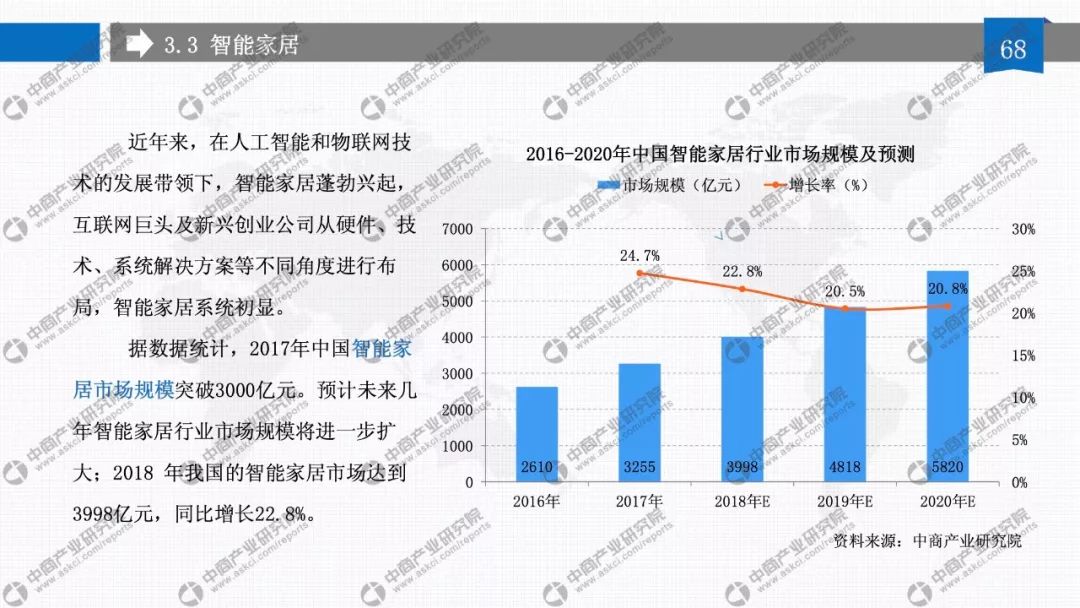 3.3 智能家居
68
近年来，在人工智能和物联网技
术的发展带领下，智能家居蓬勃兴起，
互联网巨头及新兴创业公司从硬件、技
术、系统解决方案等不同角度进行布
局，智能家居系统初显。
据数据统计，2017年中国智能家
居市场规模突破3000亿元。预计未来几
年智能家居行业市场规模将进一步扩
大；2018 年我国的智能家居市场达到
3998亿元，同比增长22.8%。
2016-2020年中国智能家居行业市场规模及预测
市场规模（亿元） 增长率（%）
7000
6000
5000
4000
3000
2000
1000
0
30%
25%
20%
15%
10%
5%
0%
24.7%
22.8%
20.5%
20.8%
2610
3255
3998
4818
5820
2016年
2017年
2018年E
2019年E
2020年E
资料来源：中商产业研究院
中商产业研究院
www.askci.com/reports